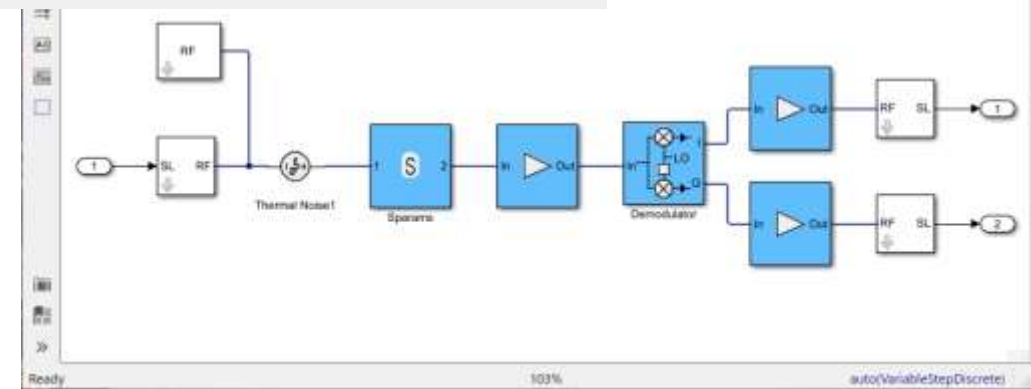 RF
1
SL RF
Thermal Noise1
1 S 2
Sparams
In Out
In
I
LO
Q
Demodulator
In Out
RF SL
1
In Out
RF SL
2
Ready
103%
auto(VariableStepDiscrete)